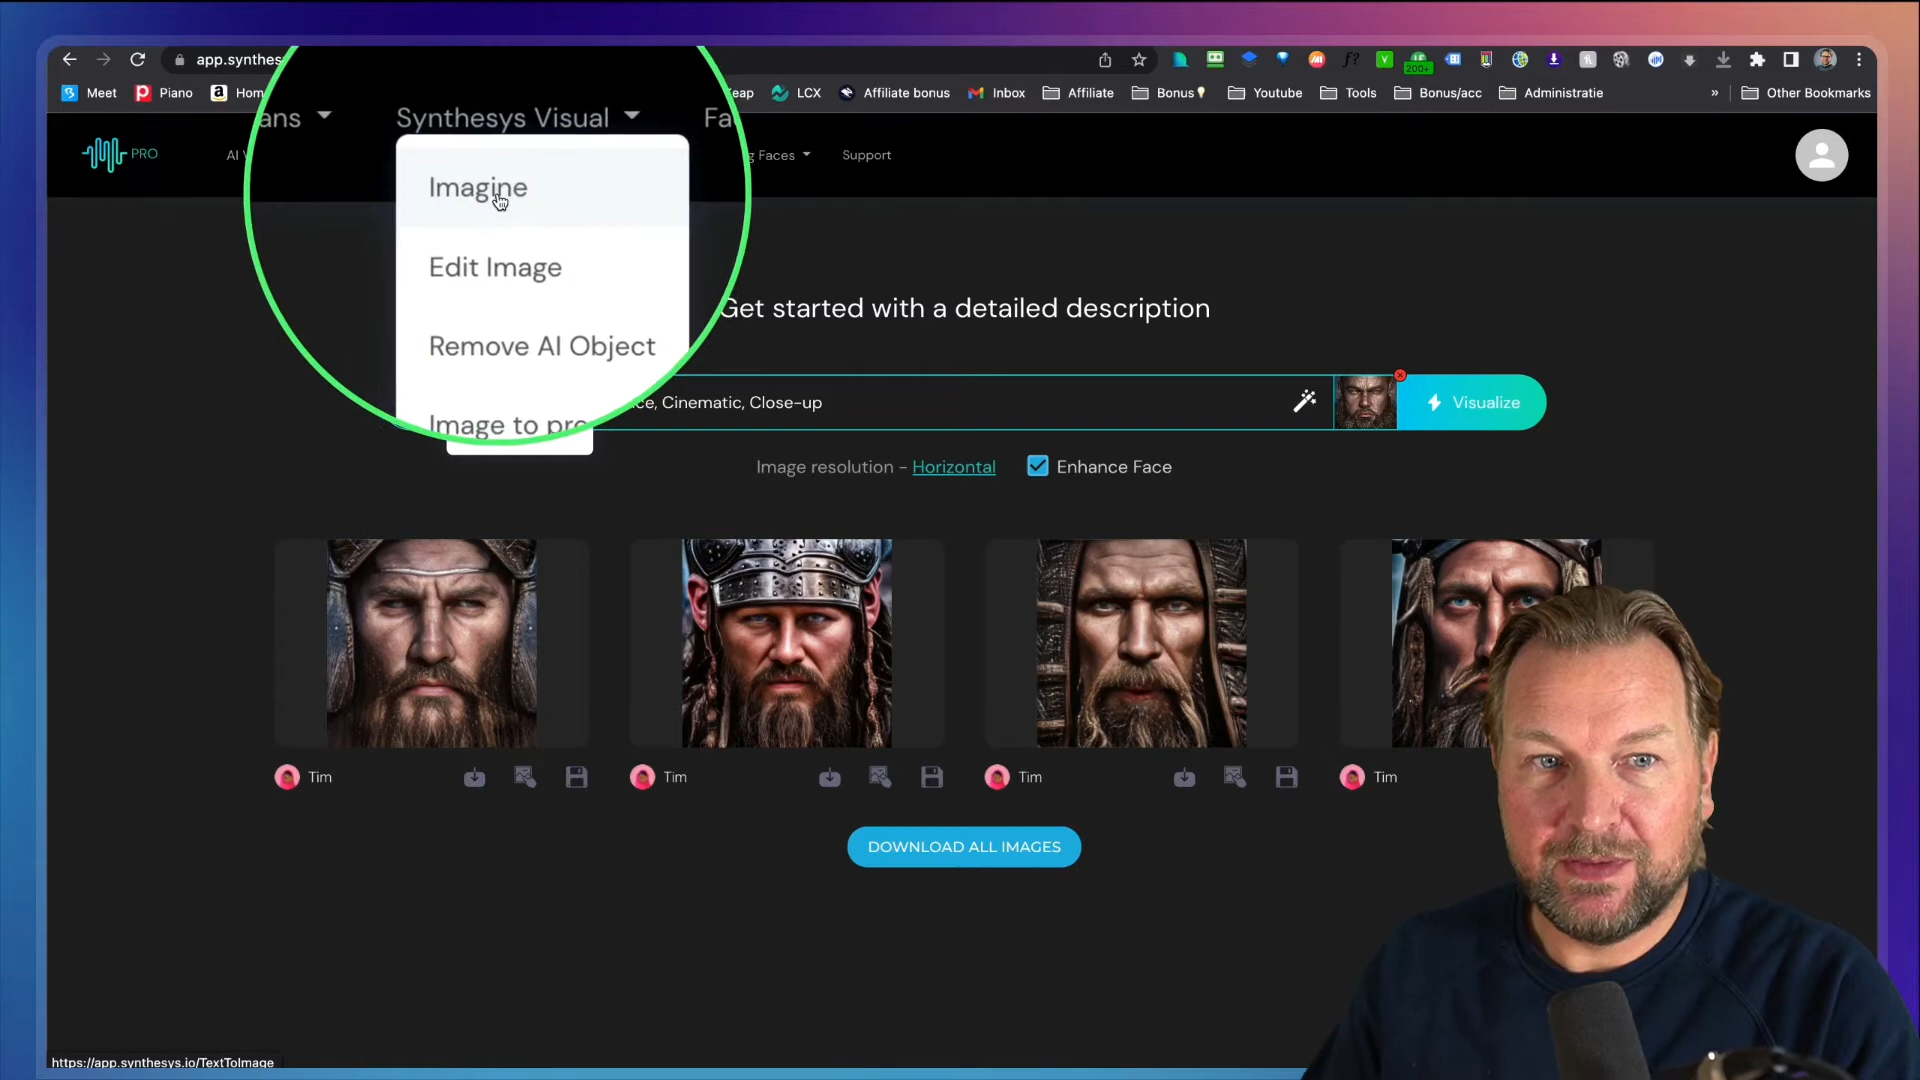 app.synthes
Meet
Piano
Hom
eap
LCX
Affiliate bonus
Inbox
Affiliate
Bonus
Youtube
Tools
Bonus/acc
Administratie
»
Other Bookmarks
200+
PRO
AI V
ans
Synthesys Visual
Fac
g Faces
Support
Imagine
Edit Image
Remove AI Object
Image to pro
Get started with a detailed description
ce, Cinematic, Close-up
Visualize
Image resolution - Horizontal
Enhance Face
Tim
Tim
Tim
Tim
DOWNLOAD ALL IMAGES
https://app.synthesys.io/TextToImage